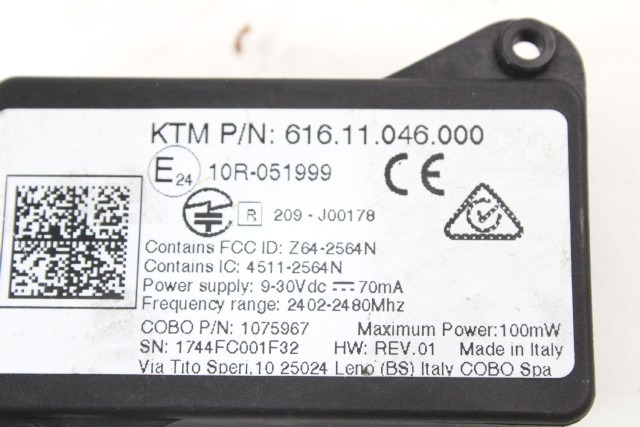 KTM P/N: 616.11.046.000
E24 10R-051999 CE
R 209 - J00178
Contains FCC ID: Z64-2564N
Contains IC: 4511-2564N
Power supply: 9-30Vdc ⎓ 70mA
Frequency range: 2402-2480Mhz
COBO P/N: 1075967 Maximum Power:100mW
SN: 1744FC001F32 HW: REV.01 Made in Italy
Via Tito Speri,10 25024 Leno (BS) Italy COBO Spa